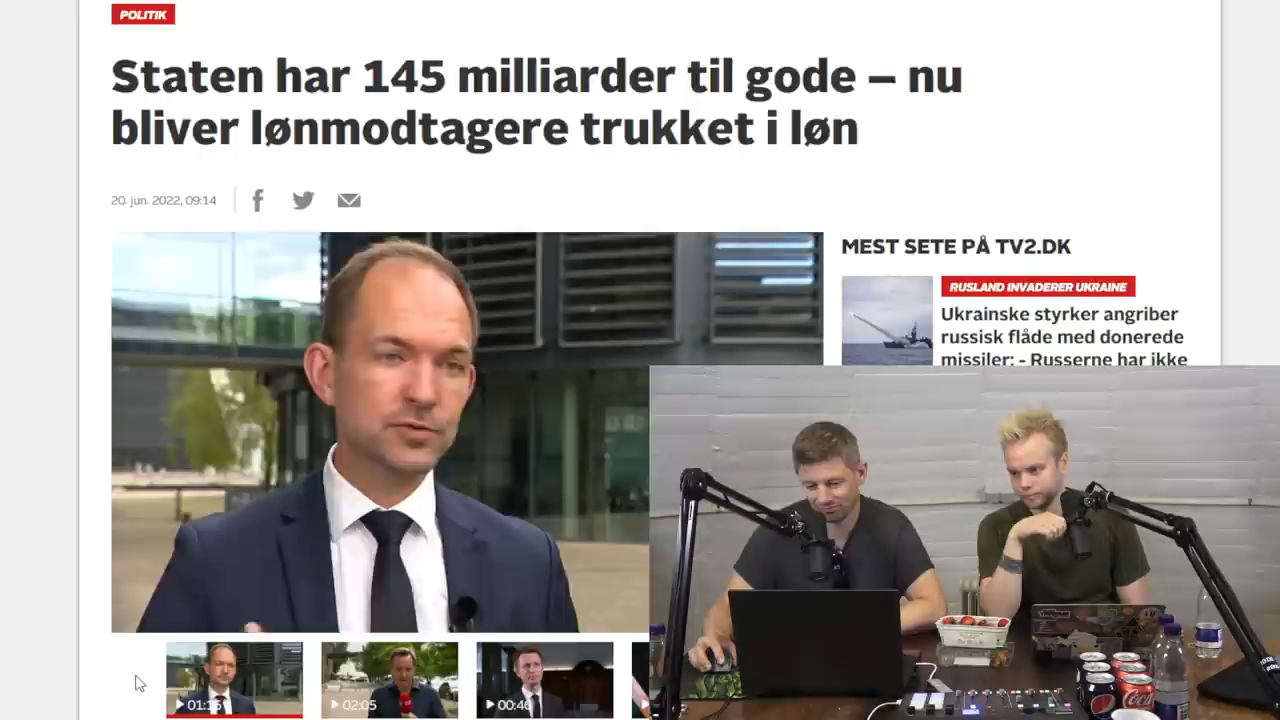 POLITIK
Staten har 145 milliarder til gode – nu
bliver lønmodtagere trukket i løn
20. jun. 2022, 09:14
MEST SETE PÅ TV2.DK
RUSLAND INVADERER UKRAINE
Ukrainske styrker angriber
russisk flåde med donerede
missiler: - Russerne har ikke
02:05